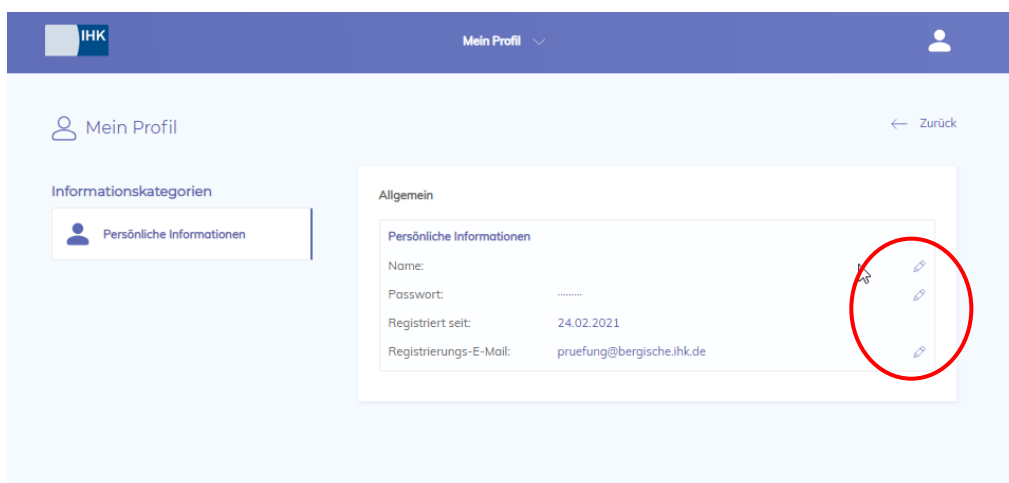 IHK
Mein Profil
Mein Profil
Zurück
Informationskategorien
Persönliche Informationen
Allgemein
Persönliche Informationen
Name:
Passwort: ·········
Registriert seit: 24.02.2021
Registrierungs-E-Mail: pruefung@bergische.ihk.de